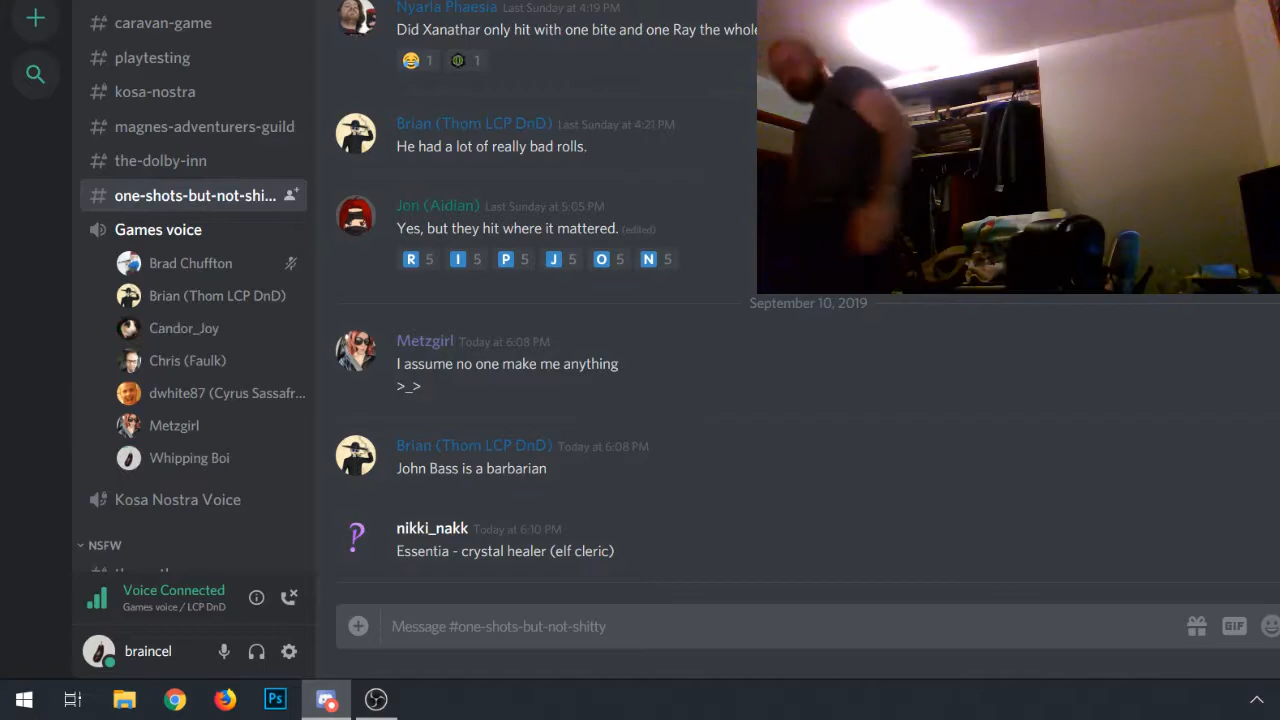 caravan-game
playtesting
kosa-nostra
magnes-adventurers-guild
the-dolby-inn
one-shots-but-not-shi...
Games voice
Brad Chuffton
Brian (Thom LCP DnD)
Candor_Joy
Chris (Faulk)
dwhite87 (Cyrus Sassafr...
Metzgirl
Whipping Boi
Kosa Nostra Voice
NSFW
Voice Connected
Games voice / LCP DnD
braincel
Nyarla Phaesia Last Sunday at 4:19 PM
Did Xanathar only hit with one bite and one Ray the whole
1 1
Brian (Thom LCP DnD) Last Sunday at 4:21 PM
He had a lot of really bad rolls.
Jon (Aidian) Last Sunday at 5:05 PM
Yes, but they hit where it mattered. (edited)
R 5 I 5 P 5 J 5 O 5 N 5
September 10, 2019
Metzgirl Today at 6:08 PM
I assume no one make me anything
>_>
Brian (Thom LCP DnD) Today at 6:08 PM
John Bass is a barbarian
nikki_nakk Today at 6:10 PM
Essentia - crystal healer (elf cleric)
Message #one-shots-but-not-shitty
GIF
Ps